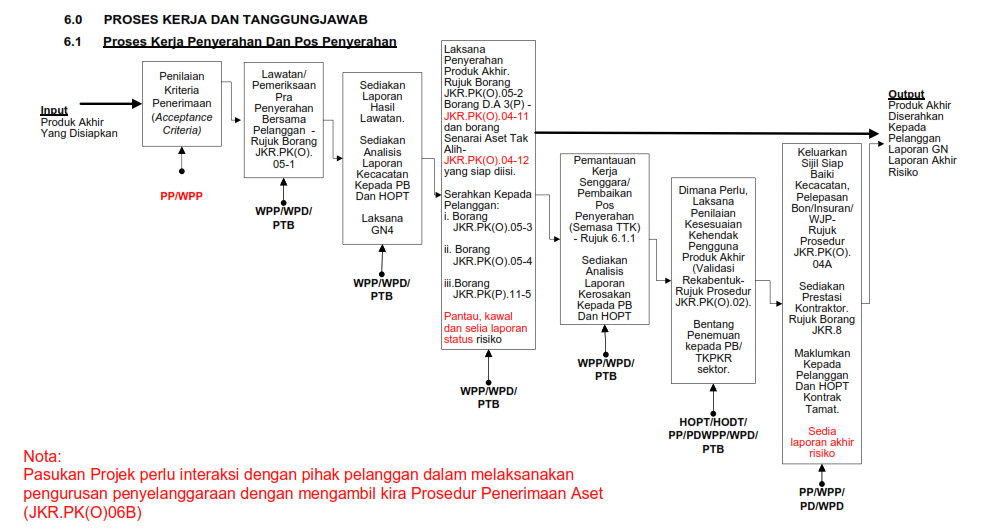 6.0 PROSES KERJA DAN TANGGUNGJAWAB
6.1 Proses Kerja Penyerahan Dan Pos Penyerahan
Input
Produk Akhir
Yang Disiapkan
Penilaian
Kriteria
Penerimaan
(Acceptance
Criteria)
PP/WPP
Lawatan/
Pemeriksaan
Pra
Penyerahan
Bersama
Pelanggan -
Rujuk Borang
JKR.PK(O).
05-1
WPP/WPD/
PTB
Sediakan
Laporan
Hasil
Lawatan.
Sediakan
Analisis
Laporan
Kecacatan
Kepada PB
Dan HOPT
Laksana
GN4
WPP/WPD/
PTB
Laksana
Penyerahan
Produk Akhir.
Rujuk Borang
JKR.PK(O).05-2
Borang D.A 3(P) -
JKR.PK(O).04-11
dan borang
Senarai Aset Tak
Alih-
JKR.PK(O).04-12
yang siap diisi.
Serahkan Kepada
Pelanggan:
i. Borang
JKR.PK(O).05-3
ii. Borang
JKR.PK(O).05-4
iii.Borang
JKR.PK(P).11-5
Pantau, kawal
dan selia laporan
status risiko
WPP/WPD/
PTB
Pemantauan
Kerja
Senggara/
Pembaikan
Pos
Penyerahan
(Semasa TTK)
- Rujuk 6.1.1
Sediakan
Analisis
Laporan
Kerosakan
Kepada PB
Dan HOPT
WPP/WPD/
PTB
Dimana Perlu,
Laksana
Penilaian
Kesesuaian
Kehendak
Pengguna
Produk Akhir
(Validasi
Rekabentuk-
Rujuk Prosedur
JKR.PK(O).02).
Bentang
Penemuan
kepada PB/
TKPKR
sektor.
HOPT/HODT/
PP/PDWPP/WPD/
PTB
Keluarkan
Sijil Siap
Baiki
Kecacatan,
Pelepasan
Bon/Insuran/
WJP-
Rujuk
Prosedur
JKR.PK(O).
04A
Sediakan
Prestasi
Kontraktor.
Rujuk Borang
JKR.8
Maklumkan
Kepada
Pelanggan
Dan HOPT
Kontrak
Tamat.
Sedia
laporan akhir
risiko
PP/WPP/
PD/WPD
Output
Produk Akhir
Diserahkan
Kepada
Pelanggan
Laporan GN
Laporan Akhir
Risiko
Nota:
Pasukan Projek perlu interaksi dengan pihak pelanggan dalam melaksanakan
pengurusan penyelanggaraan dengan mengambil kira Prosedur Penerimaan Aset
(JKR.PK(O)06B)